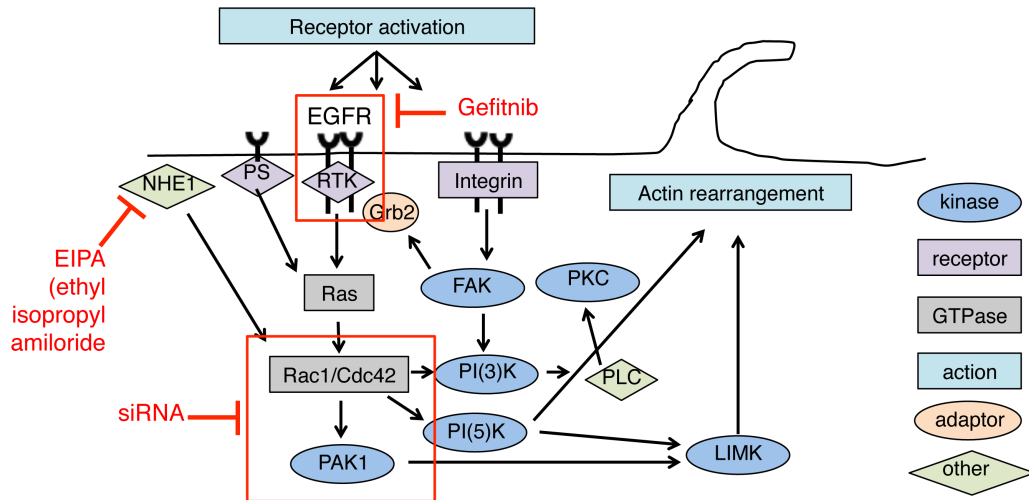 Receptor activation
EGFR
Gefitnib
NHE1
PS
RTK
Integrin
Grb2
Actin rearrangement
EIPA
(ethyl
isopropyl
amiloride
Ras
FAK
PKC
Rac1/Cdc42
PI(3)K
PLC
siRNA
PI(5)K
PAK1
LIMK
kinase
receptor
GTPase
action
adaptor
other